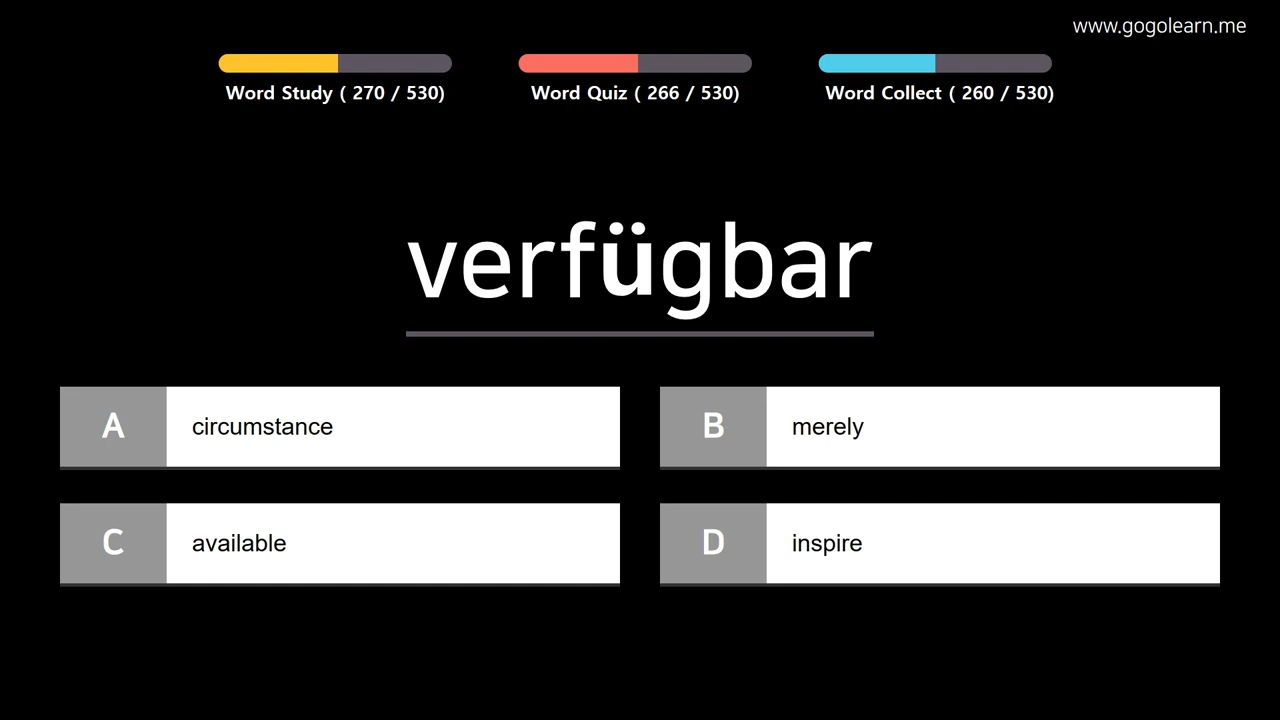 www.gogolearn.me
Word Study ( 270 / 530)
Word Quiz ( 266 / 530)
Word Collect ( 260 / 530)
verfügbar
A circumstance
B merely
C available
D inspire